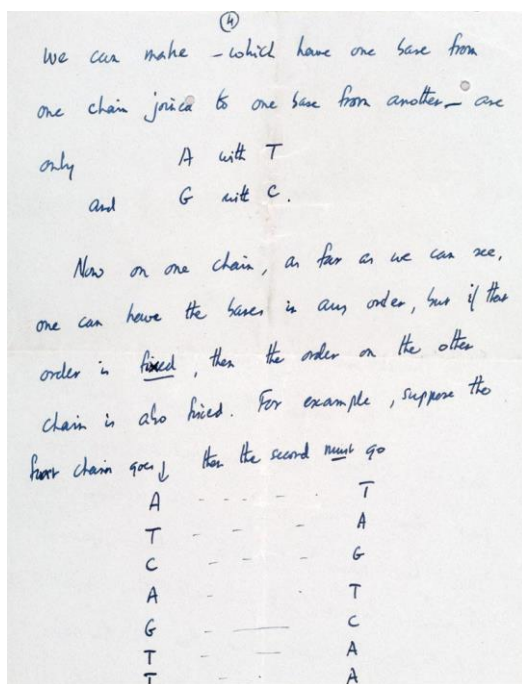 4
We can make — which have one base from
one chain joined to one base from another — are
only A with T
and G with C.
Now on one chain, as far as we can see,
one can have the bases in any order, but if that
order is fixed, then the order on the other
chain is also fixed. For example, suppose the
first chain goes ↓ then the second must go
A - - - - T
T - - - A
C - - - G
A - - - T
G - — - C
T - - - A
T - - - A